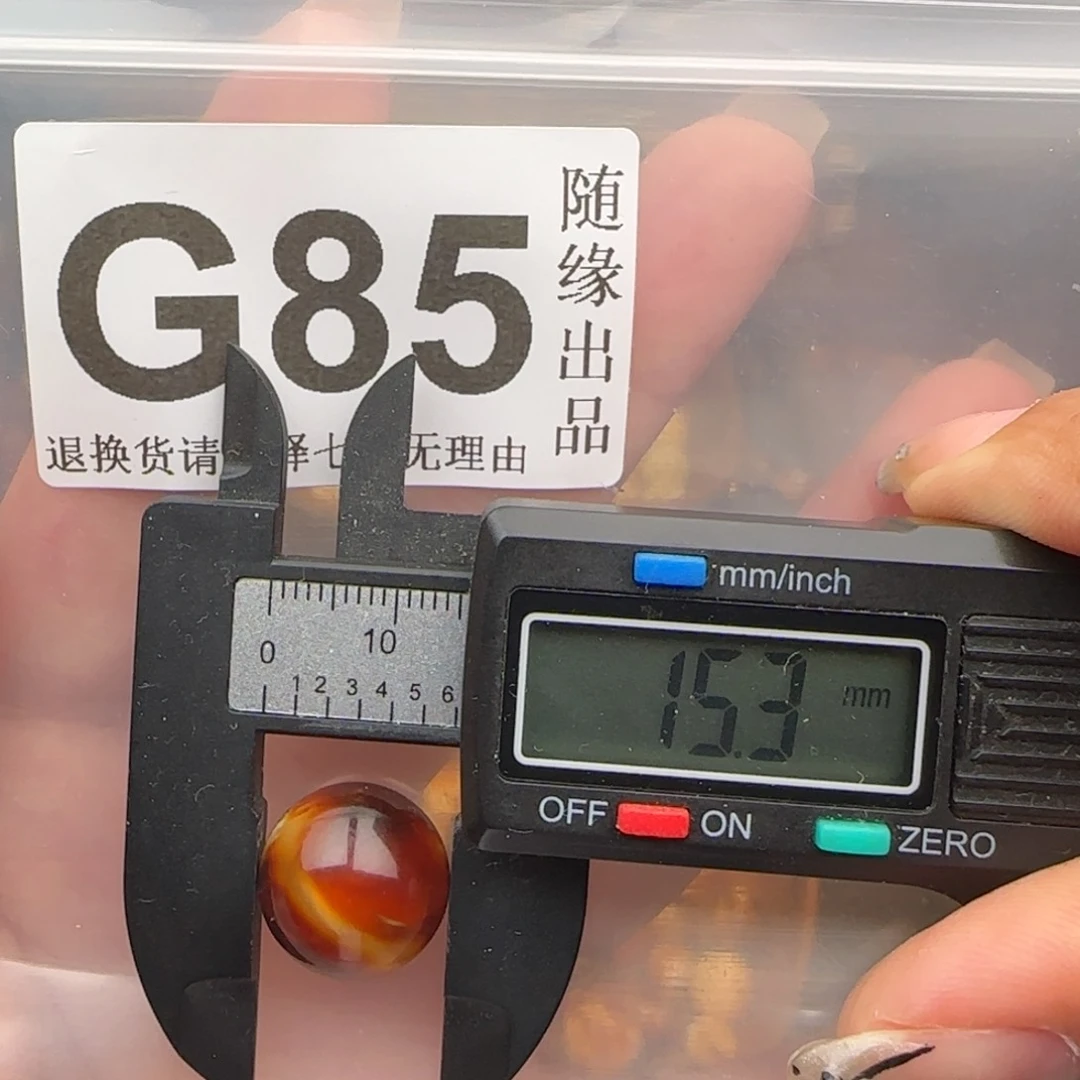 G85
随缘出品
退换货请 择七 无理由
mm/inch
0 10
1 2 3 4 5 6
15.3 mm
OFF ON ZERO